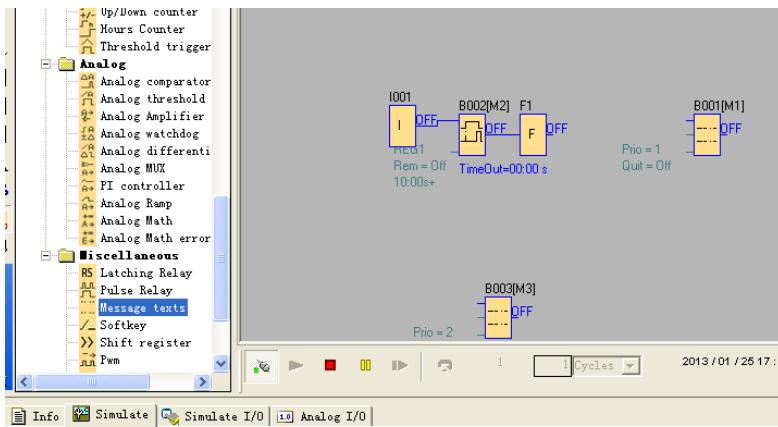 Up/Down counter
Hours Counter
Threshold trigger
Analog
Analog comparator
Analog threshold
Analog Amplifier
Analog watchdog
Analog differenti
Analog MUX
PI controller
Analog Ramp
Analog Math
Analog Math error
Miscellaneous
RS Latching Relay
Pulse Relay
Message texts
Softkey
Shift register
Pwm
I001
I
OFF
REG1
Rem = Off
10:00s+
B002[M2]
OFF
TimeOut=00:00 s
F1
F
OFF
B001[M1]
OFF
Prio = 1
Quit = Off
B003[M3]
OFF
Prio = 2
1
1 Cycles
2013 / 01 / 25 17 :
Info Simulate Simulate I/O 1.0 Analog I/O